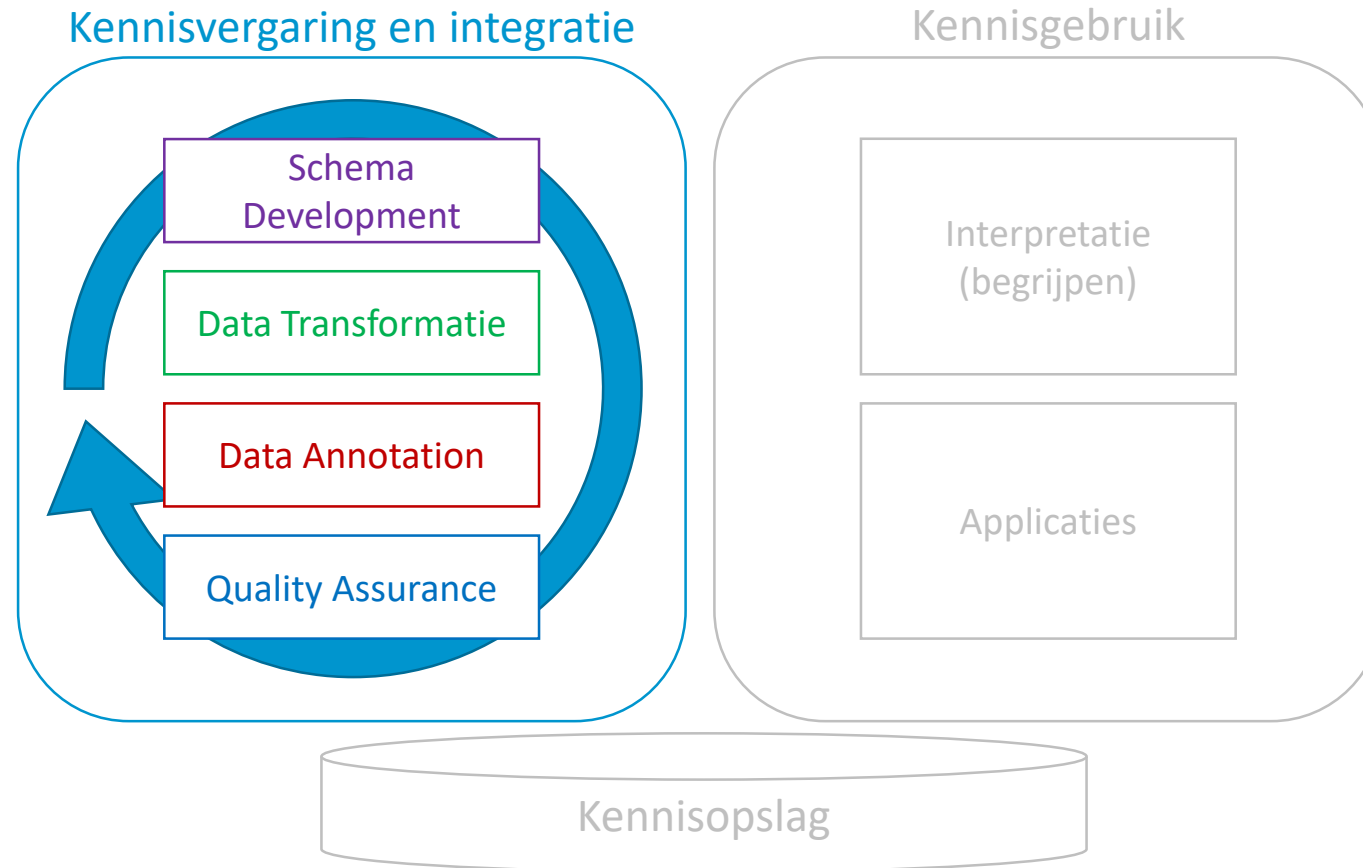 Kennisvergaring en integratie
Schema
Development
Data Transformatie
Data Annotation
Quality Assurance
Kennisgebruik
Interpretatie
(begrijpen)
Applicaties
Kennisopslag